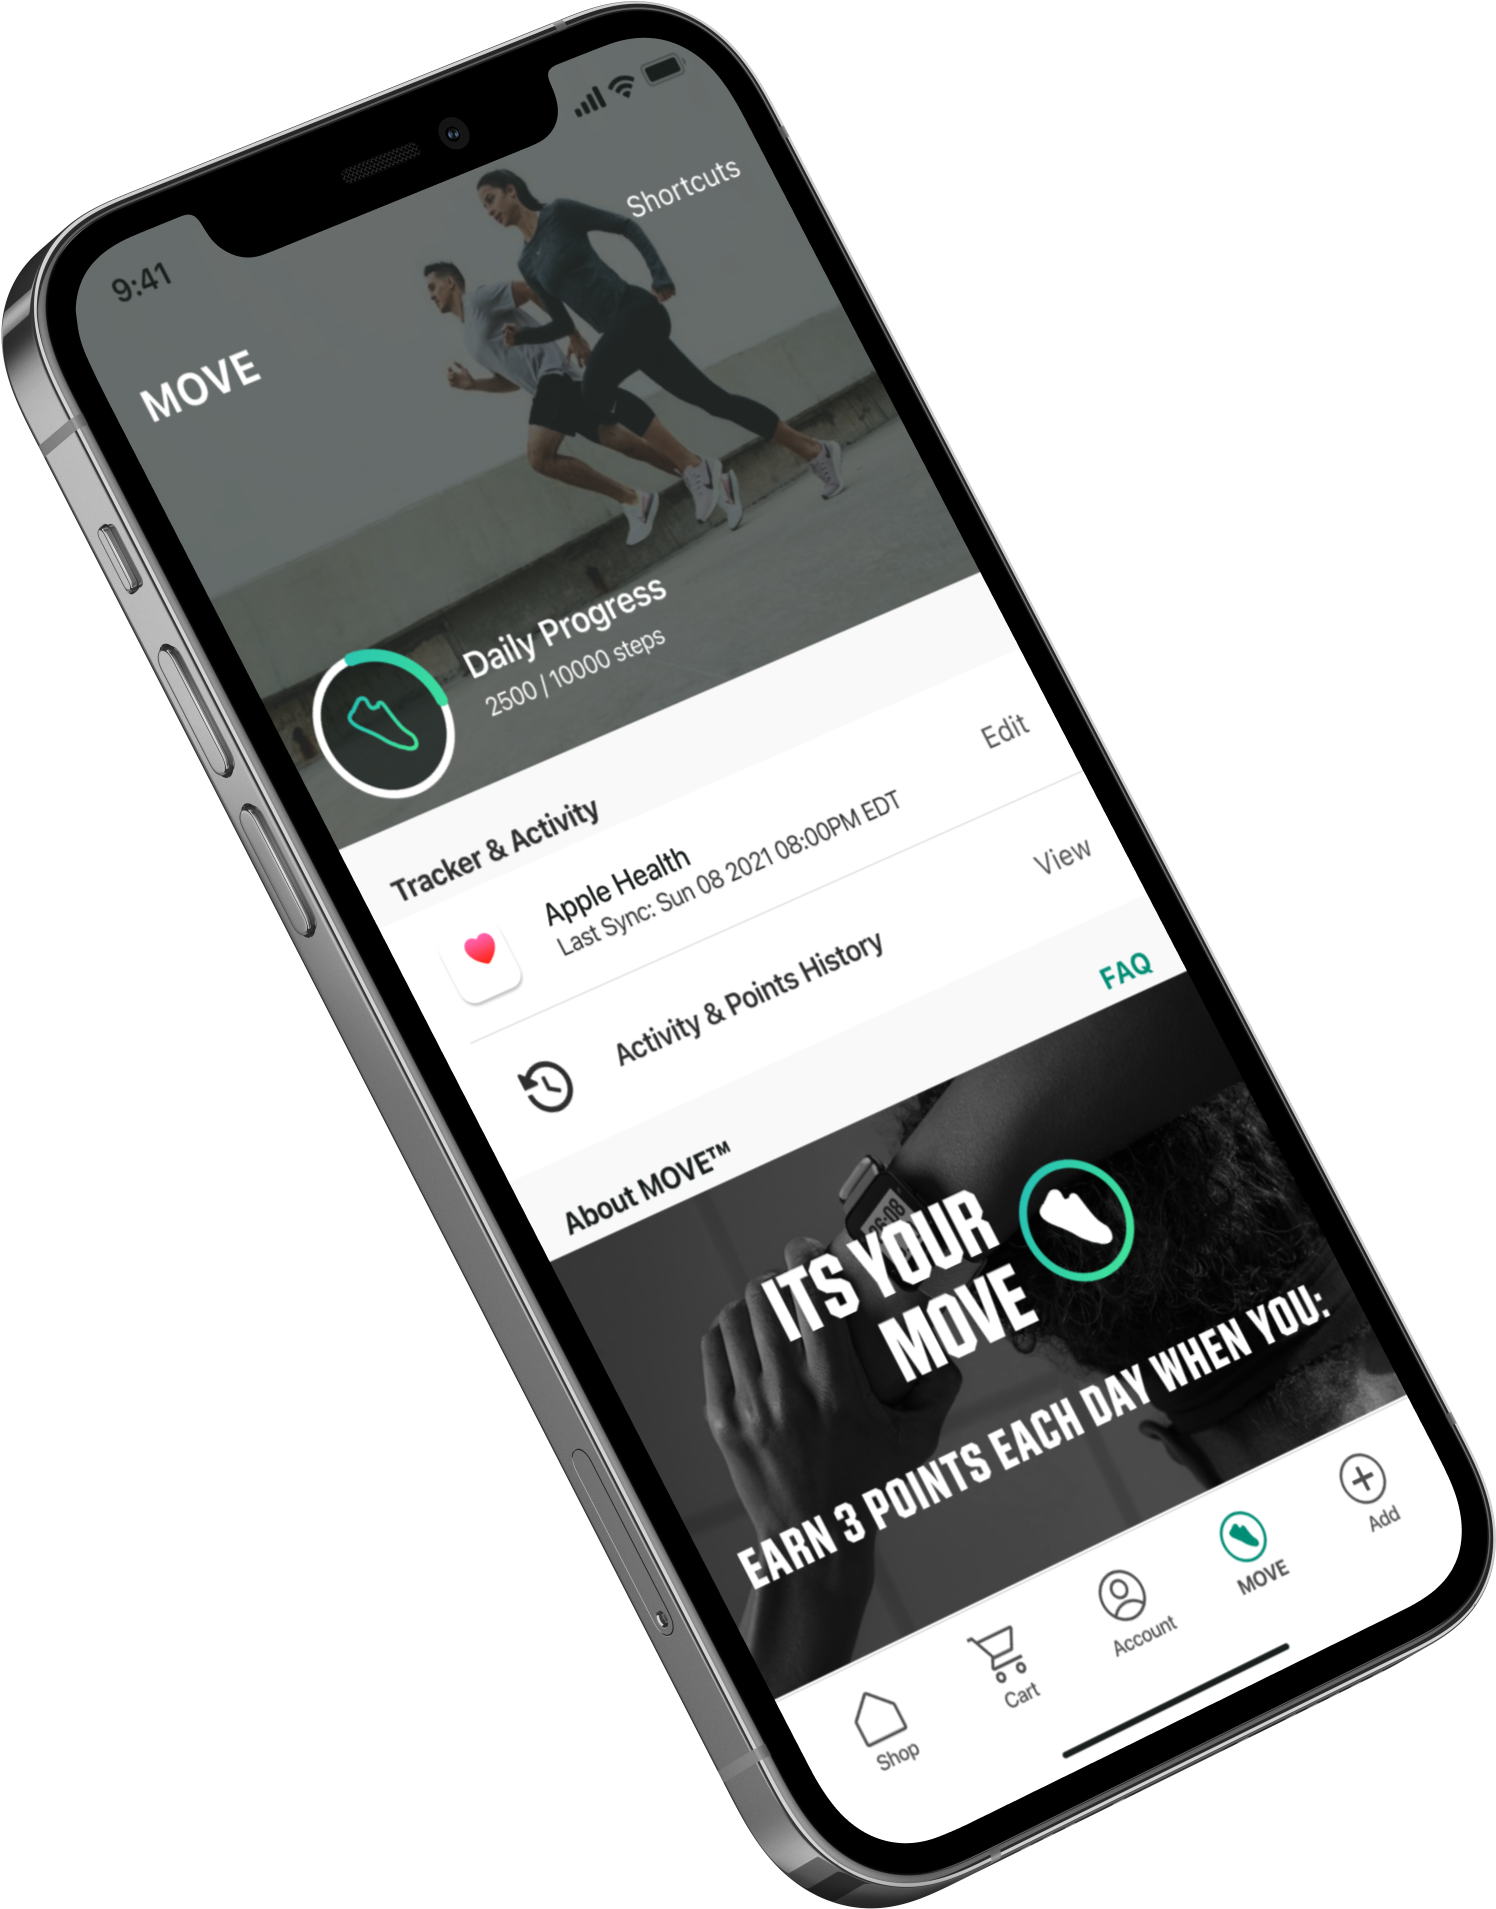 9:41
Shortcuts
MOVE
Daily Progress
2500 / 10000 steps
Tracker & Activity
Apple Health
Last Sync: Sun 08 2021 08:00PM EDT
Edit
Activity & Points History
View
About MOVE™
FAQ
ITS YOUR
MOVE
EARN 3 POINTS EACH DAY WHEN YOU:
Shop
Cart
Account
MOVE
Add